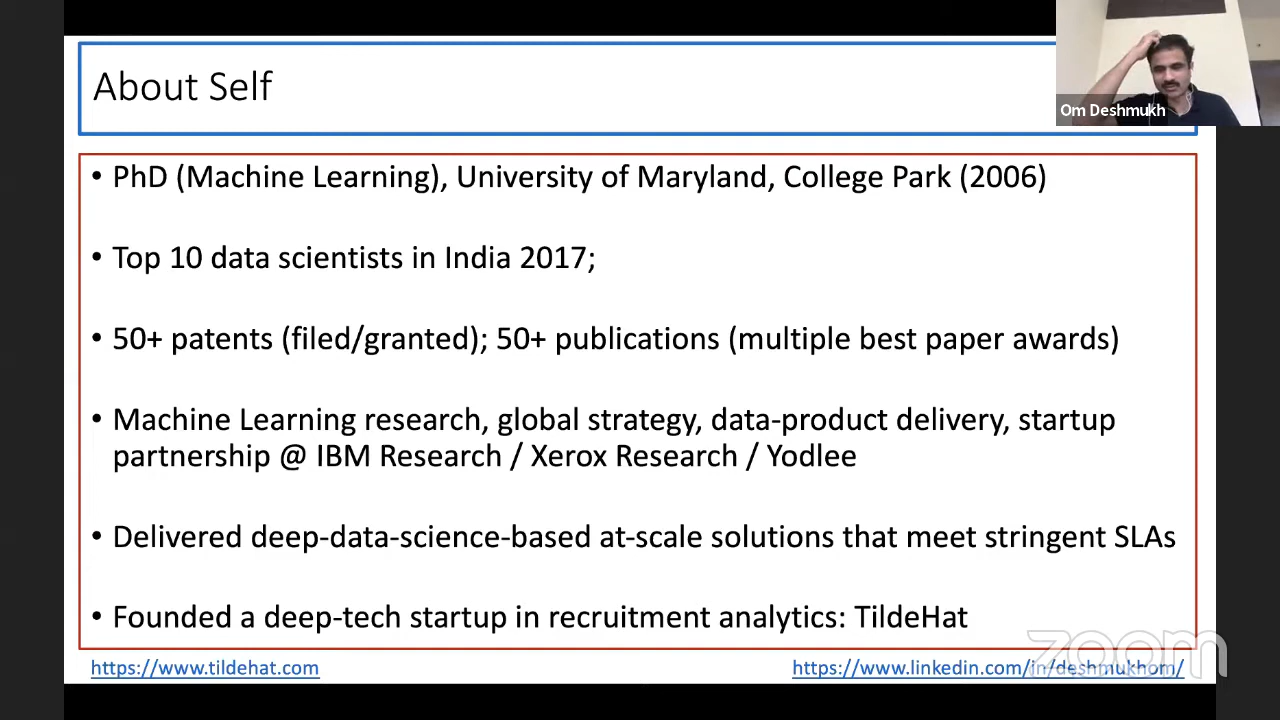 About Self
Om Deshmukh
• PhD (Machine Learning), University of Maryland, College Park (2006)
• Top 10 data scientists in India 2017;
• 50+ patents (filed/granted); 50+ publications (multiple best paper awards)
• Machine Learning research, global strategy, data-product delivery, startup
partnership @ IBM Research / Xerox Research / Yodlee
• Delivered deep-data-science-based at-scale solutions that meet stringent SLAs
• Founded a deep-tech startup in recruitment analytics: TildeHat
zoom
https://www.tildehat.com
https://www.linkedin.com/in/deshmukhom/